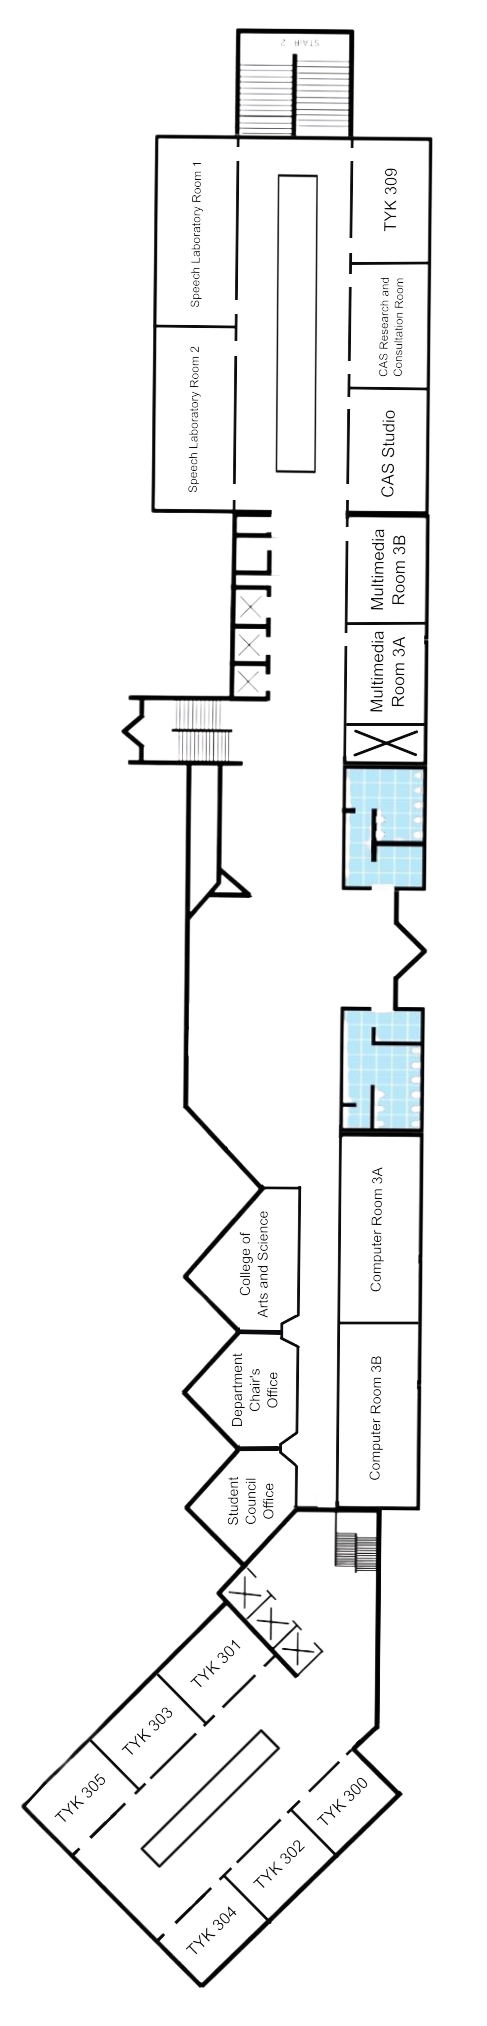 STAIR 2
Speech Laboratory Room 1
TYK 309
CAS Research and
Consultation Room
Speech Laboratory Room 2
CAS Studio
Multimedia
Room 3B
Multimedia
Room 3A
Computer Room 3A
College of
Arts and Science
Department
Chair's
Office
Computer Room 3B
Student
Council
Office
TYK 301
TYK 303
TYK 305
TYK 300
TYK 302
TYK 304